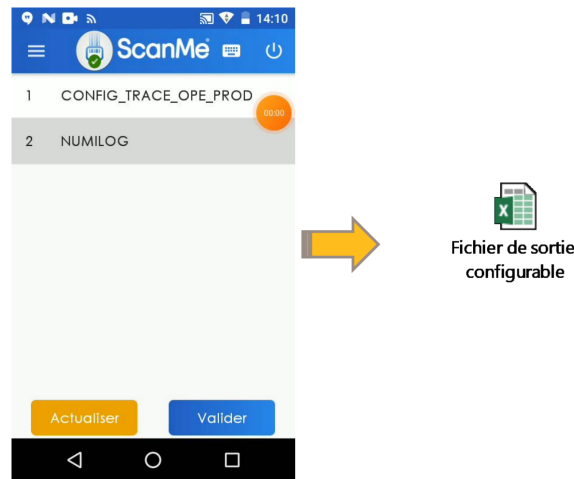 14:10
ScanMe
1 CONFIG_TRACE_OPE_PROD
00:00
2 NUMILOG
Fichier de sortie
configurable
Actualiser
Valider